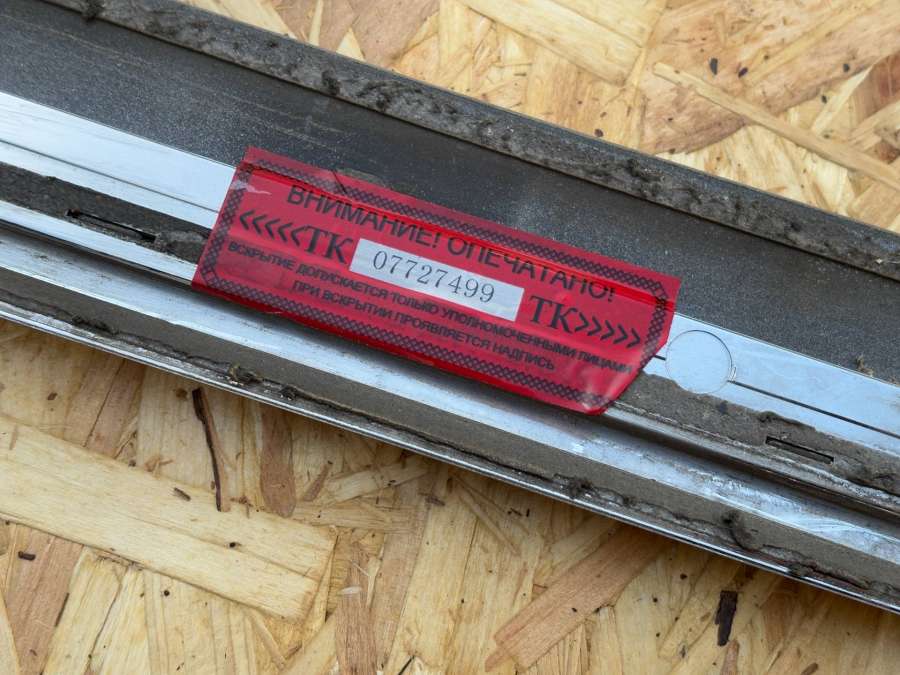 ВНИМАНИЕ! ОПЕЧАТАНО!
<<<<<ТК 07727499 ТК>>>>>
ВСКРЫТИЕ ДОПУСКАЕТСЯ ТОЛЬКО УПОЛНОМОЧЕННЫМИ ЛИЦАМИ
ПРИ ВСКРЫТИИ ПРОЯВЛЯЕТСЯ НАДПИСЬ